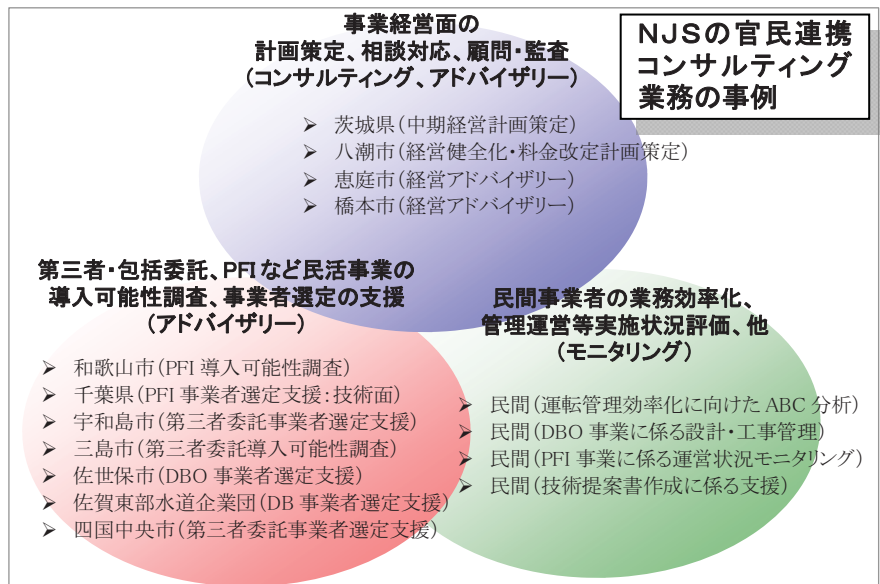 事業経営面の
計画策定、相談対応、顧問・監査
(コンサルティング、アドバイザリー)
NJSの官民連携
コンサルティング
業務の事例
➢ 茨城県(中期経営計画策定)
➢ 八潮市(経営健全化・料金改定計画策定)
➢ 恵庭市(経営アドバイザリー)
➢ 橋本市(経営アドバイザリー)
第三者・包括委託、PFIなど民活事業の
導入可能性調査、事業者選定の支援
(アドバイザリー)
➢ 和歌山市(PFI 導入可能性調査)
➢ 千葉県(PFI 事業者選定支援:技術面)
➢ 宇和島市(第三者委託事業者選定支援)
➢ 三島市(第三者委託導入可能性調査)
➢ 佐世保市(DBO 事業者選定支援)
➢ 佐賀東部水道企業団(DB 事業者選定支援)
➢ 四国中央市(第三者委託事業者選定支援)
民間事業者の業務効率化、
管理運営等実施状況評価、他
(モニタリング)
➢ 民間(運転管理効率化に向けた ABC 分析)
➢ 民間(DBO 事業に係る設計・工事管理)
➢ 民間(PFI 事業に係る運営状況モニタリング)
➢ 民間(技術提案書作成に係る支援)